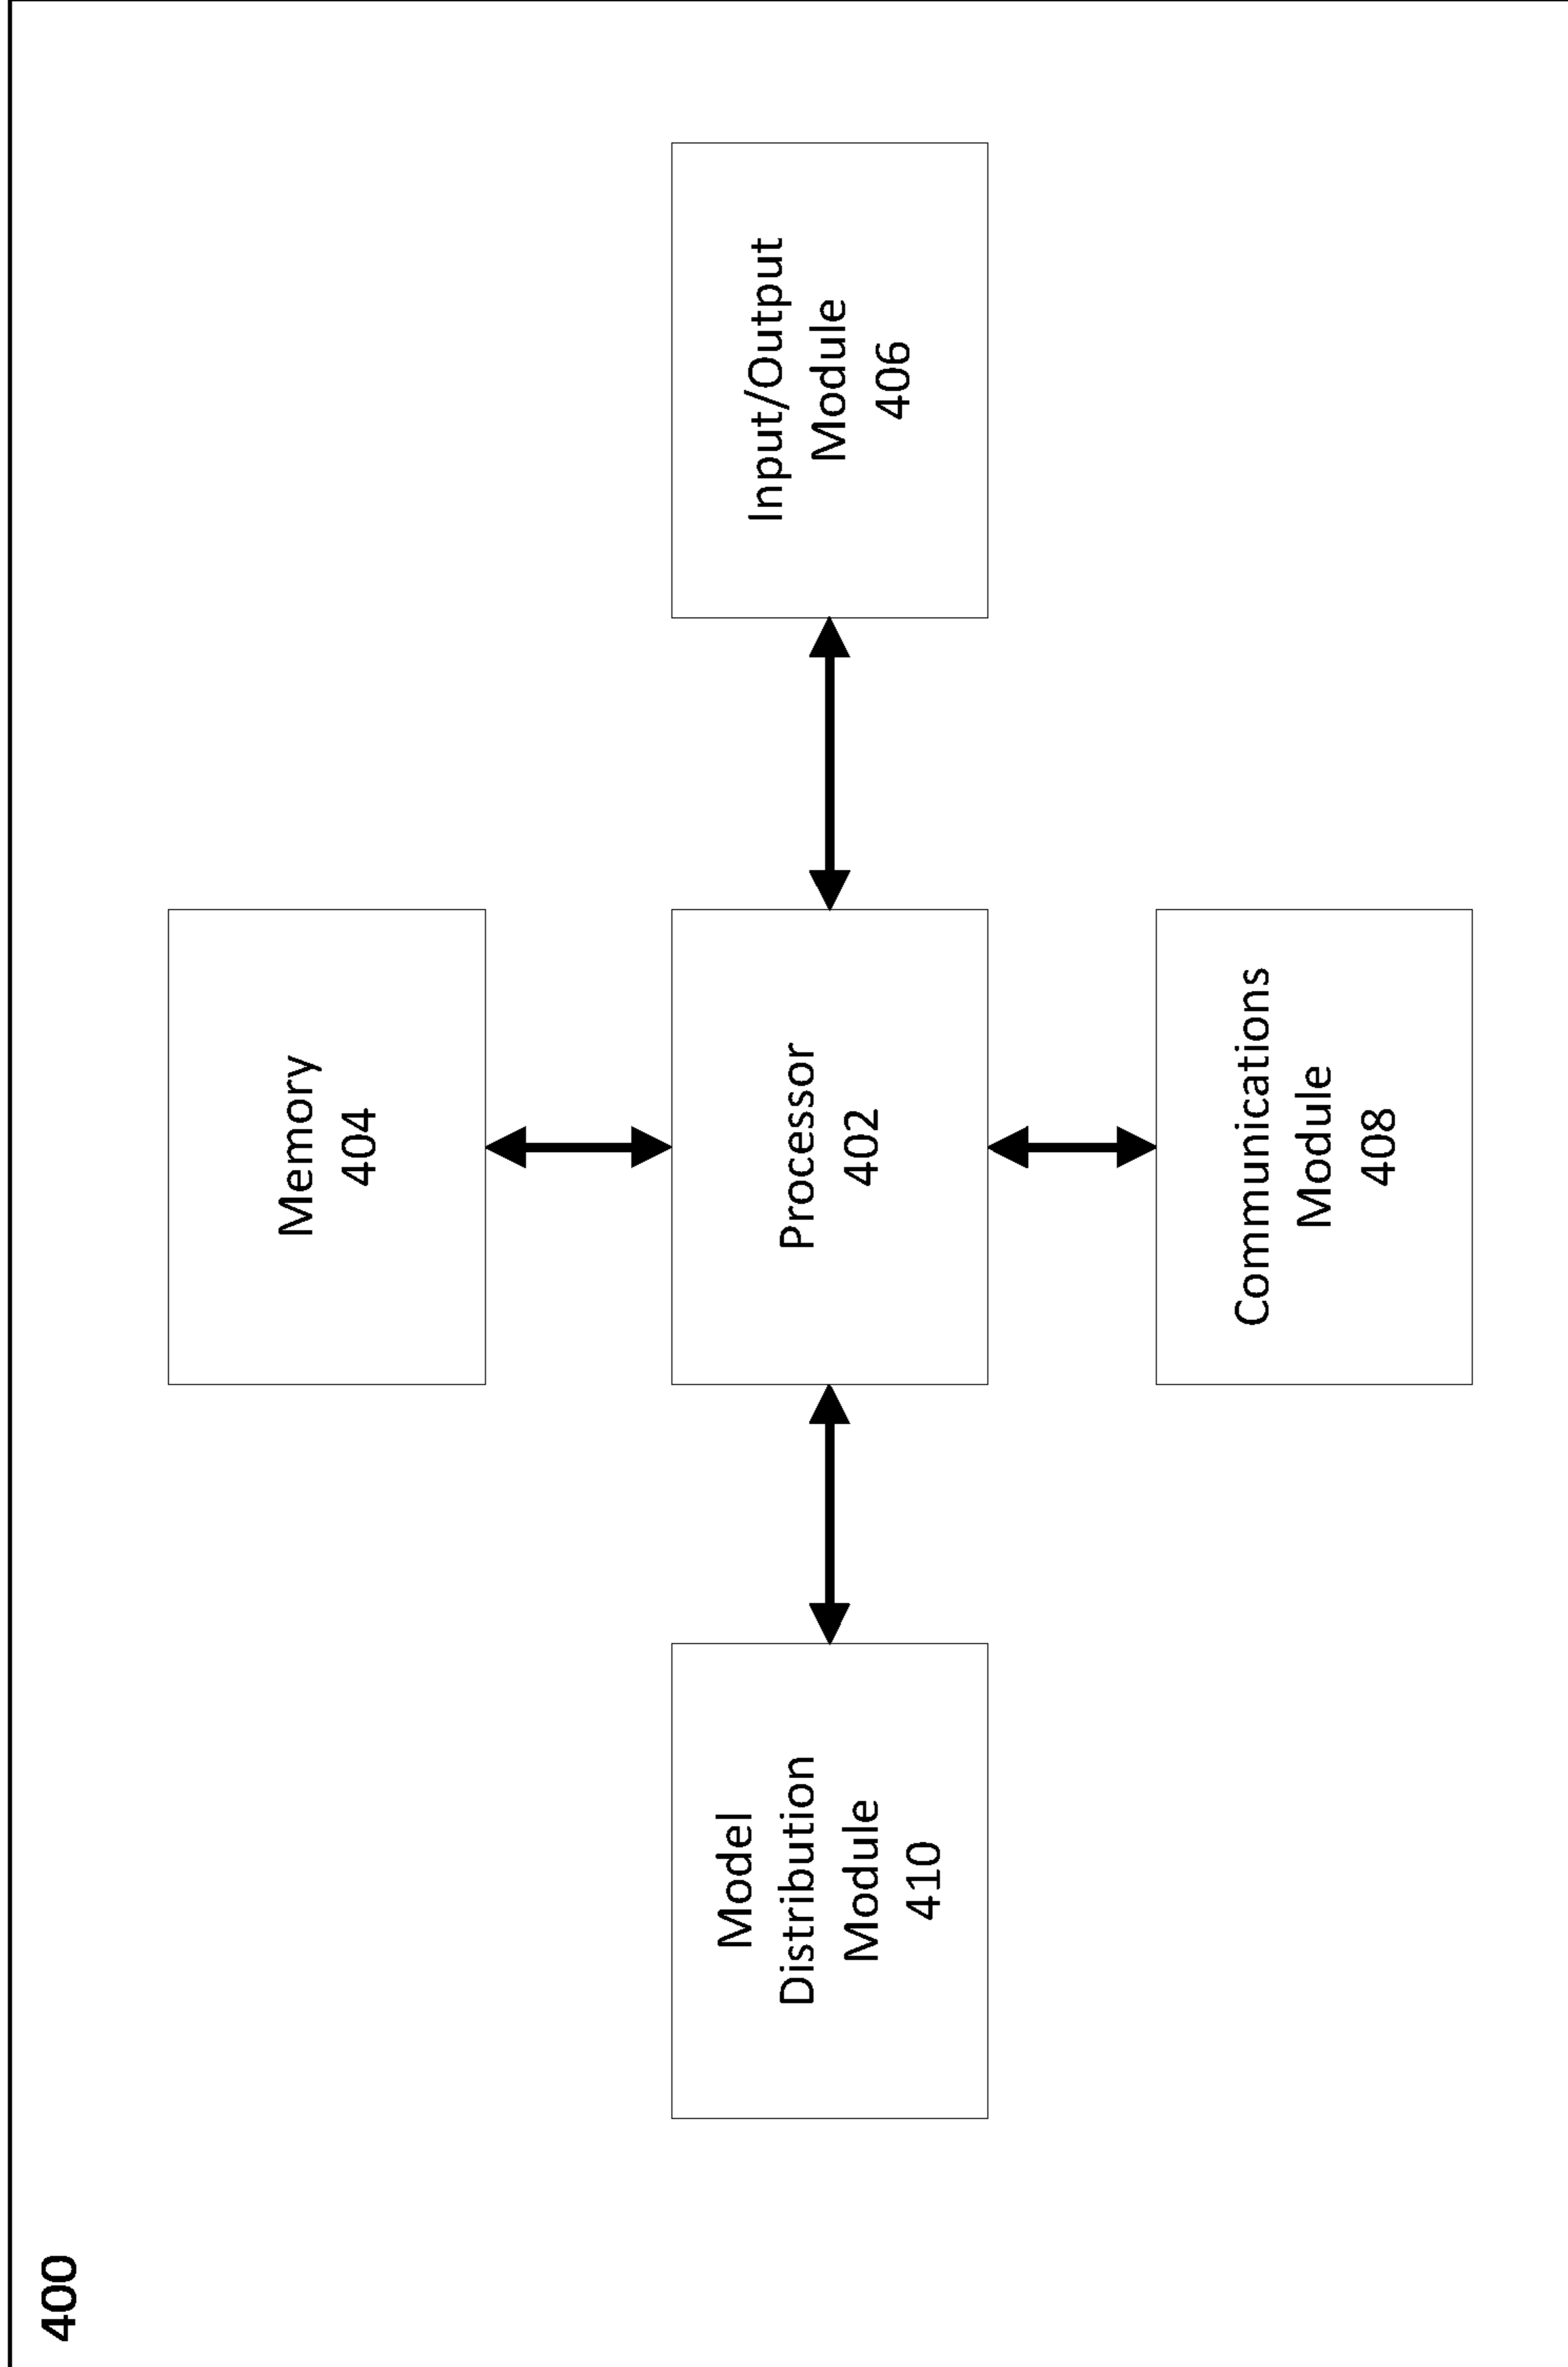 400
Memory
404
Model
Distribution
Module
410
Processor
402
Input/Output
Module
406
Communications
Module
408